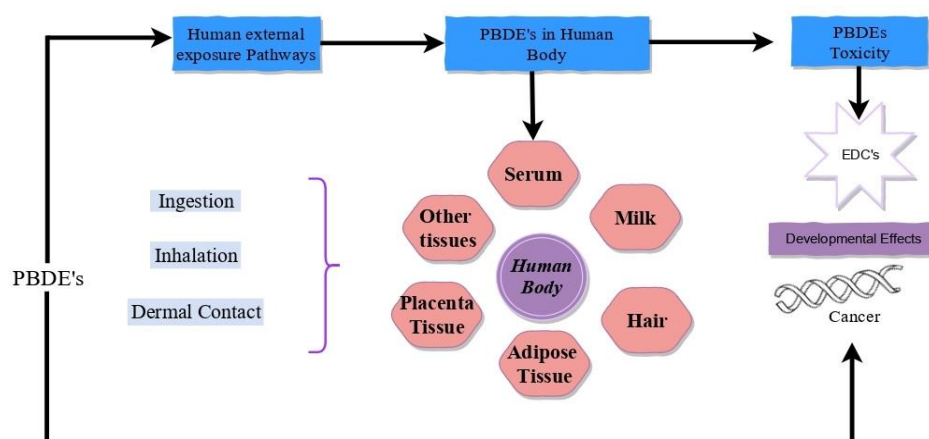 Human external
exposure Pathways
PBDE's in Human
Body
PBDEs
Toxicity
PBDE's
Ingestion
Inhalation
Dermal Contact
Serum
Other
tissues
Milk
Human
Body
Placenta
Tissue
Hair
Adipose
Tissue
EDC's
Developmental Effects
Cancer